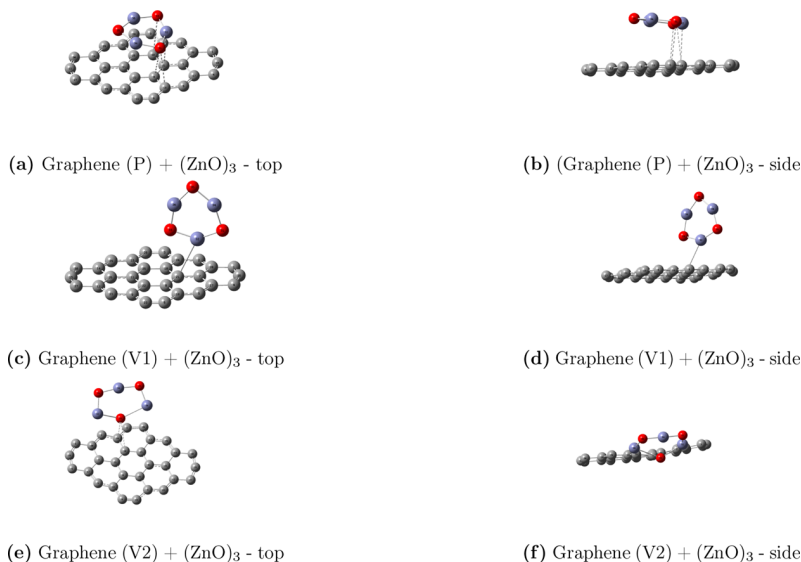 (a) Graphene (P) + (ZnO)₃ - top
(b) (Graphene (P) + (ZnO)₃ - side
(c) Graphene (V1) + (ZnO)₃ - top
(d) Graphene (V1) + (ZnO)₃ - side
(e) Graphene (V2) + (ZnO)₃ - top
(f) Graphene (V2) + (ZnO)₃ - side